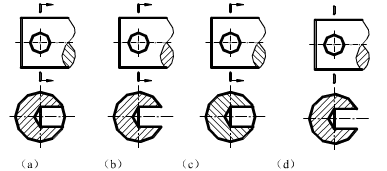 （a） （b） （c） （d）